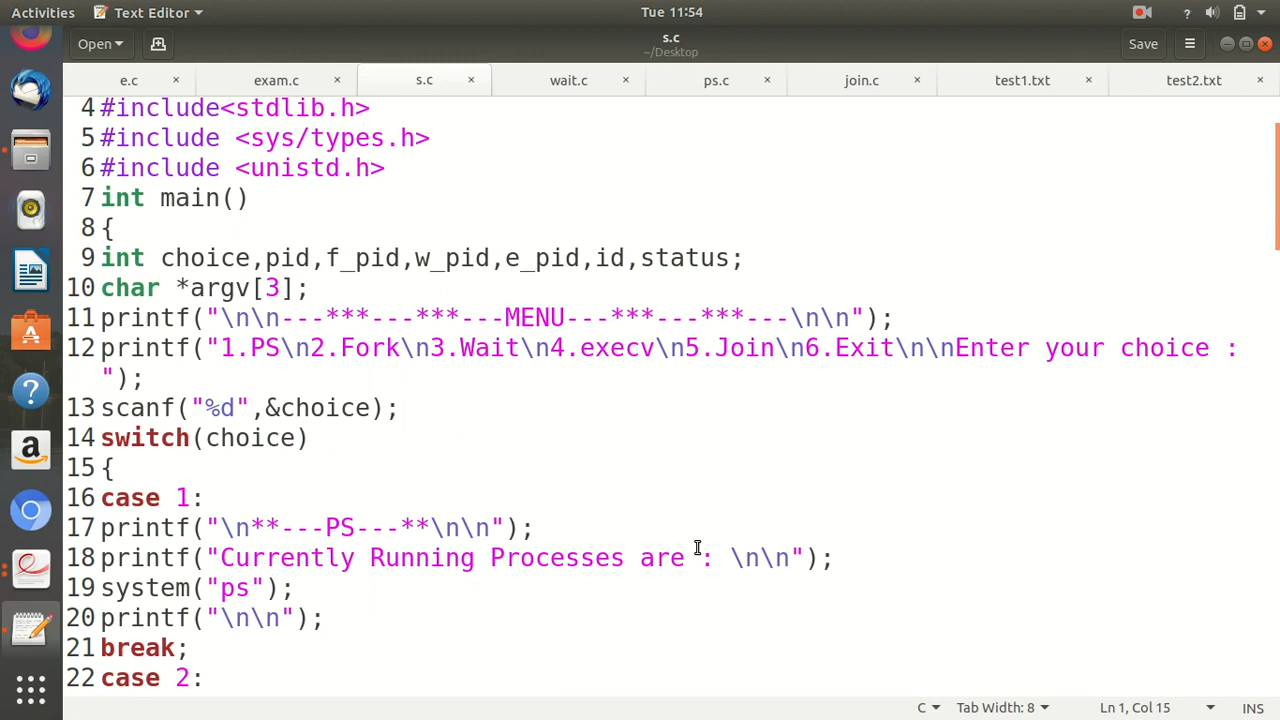 Activities Text Editor Tue 11:54 ?
Open s.c Save
~/Desktop
e.c × exam.c × s.c × wait.c × ps.c × join.c × test1.txt × test2.txt ×
4 #include<stdlib.h>
5 #include <sys/types.h>
6 #include <unistd.h>
7 int main()
8 {
9 int choice,pid,f_pid,w_pid,e_pid,id,status;
10 char *argv[3];
11 printf("\n\n---***---***---MENU---***---***---\n\n");
12 printf("1.PS\n2.Fork\n3.Wait\n4.execv\n5.Join\n6.Exit\n\nEnter your choice :
");
13 scanf("%d",&choice);
14 switch(choice)
15 {
16 case 1:
17 printf("\n**---PS---**\n\n");
18 printf("Currently Running Processes are : \n\n");
19 system("ps");
20 printf("\n\n");
21 break;
22 case 2:
C Tab Width: 8 Ln 1, Col 15 INS